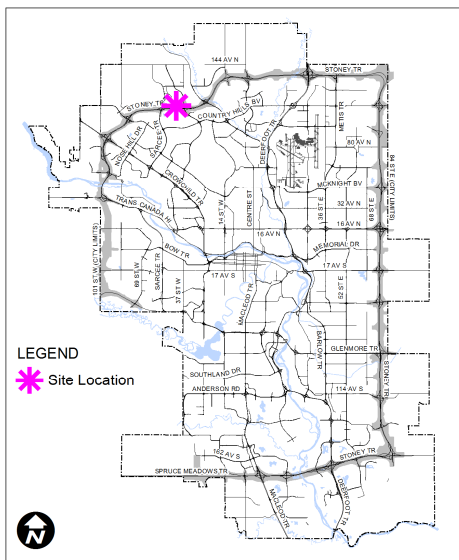 144 AV N
STONEY TR
STONEY TR
COUNTRY HILLS BV
SARCEE TR
NOSE HILL DR
DEERFOOT TR
METIS TR
80 AV N
CROWCHILD TR
MCKNIGHT BV
84 ST E (CITY LIMITS)
TRANS CANADA HI
14 ST W
CENTRE ST
36 ST E
32 AV N
68 ST E
16 AV N
16 AV N
101 ST W (CITY LIMITS)
BOW TR
MEMORIAL DR
SARCEE TR
69 ST W
37 ST W
17 AV S
17 AV S
52 ST E
MACLEOD TR
BARLOW TR
GLENMORE TR
LEGEND
Site Location
SOUTHLAND DR
ANDERSON RD
114 AV S
STONEY TR
162 AV S
STONEY TR
SPRUCE MEADOWS TR
MACLEOD TR
DEERFOOT TR
N